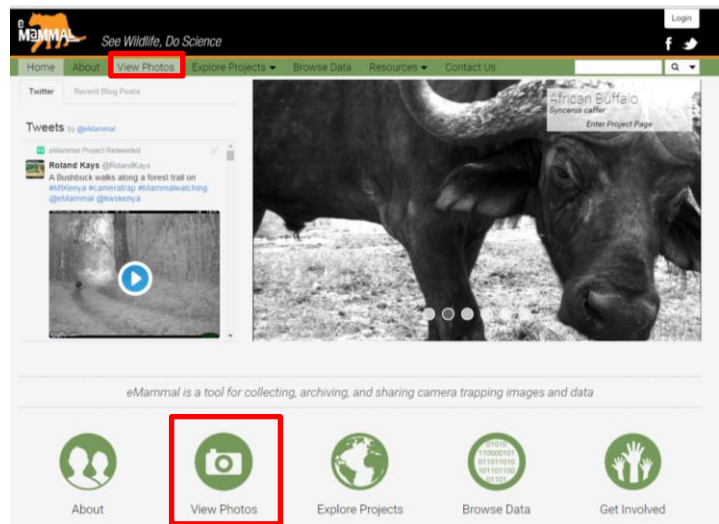 eMammal
See Wildlife, Do Science
Login
Home About View Photos Explore Projects Browse Data Resources Contact Us
Twitter Recent Blog Posts
Tweets by @eMammal
eMammal Project Retweeted
Roland Kays @RolandKays
A Bushbuck walks along a forest trail on
#MtKenya #cameratrap #Mammalwatching
@eMammal @kwskenya
African Buffalo
Syncerus caffer
Enter Project Page
eMammal is a tool for collecting, archiving, and sharing camera trapping images and data
01010
110000101
011011010
101101100
01101
About View Photos Explore Projects Browse Data Get Involved